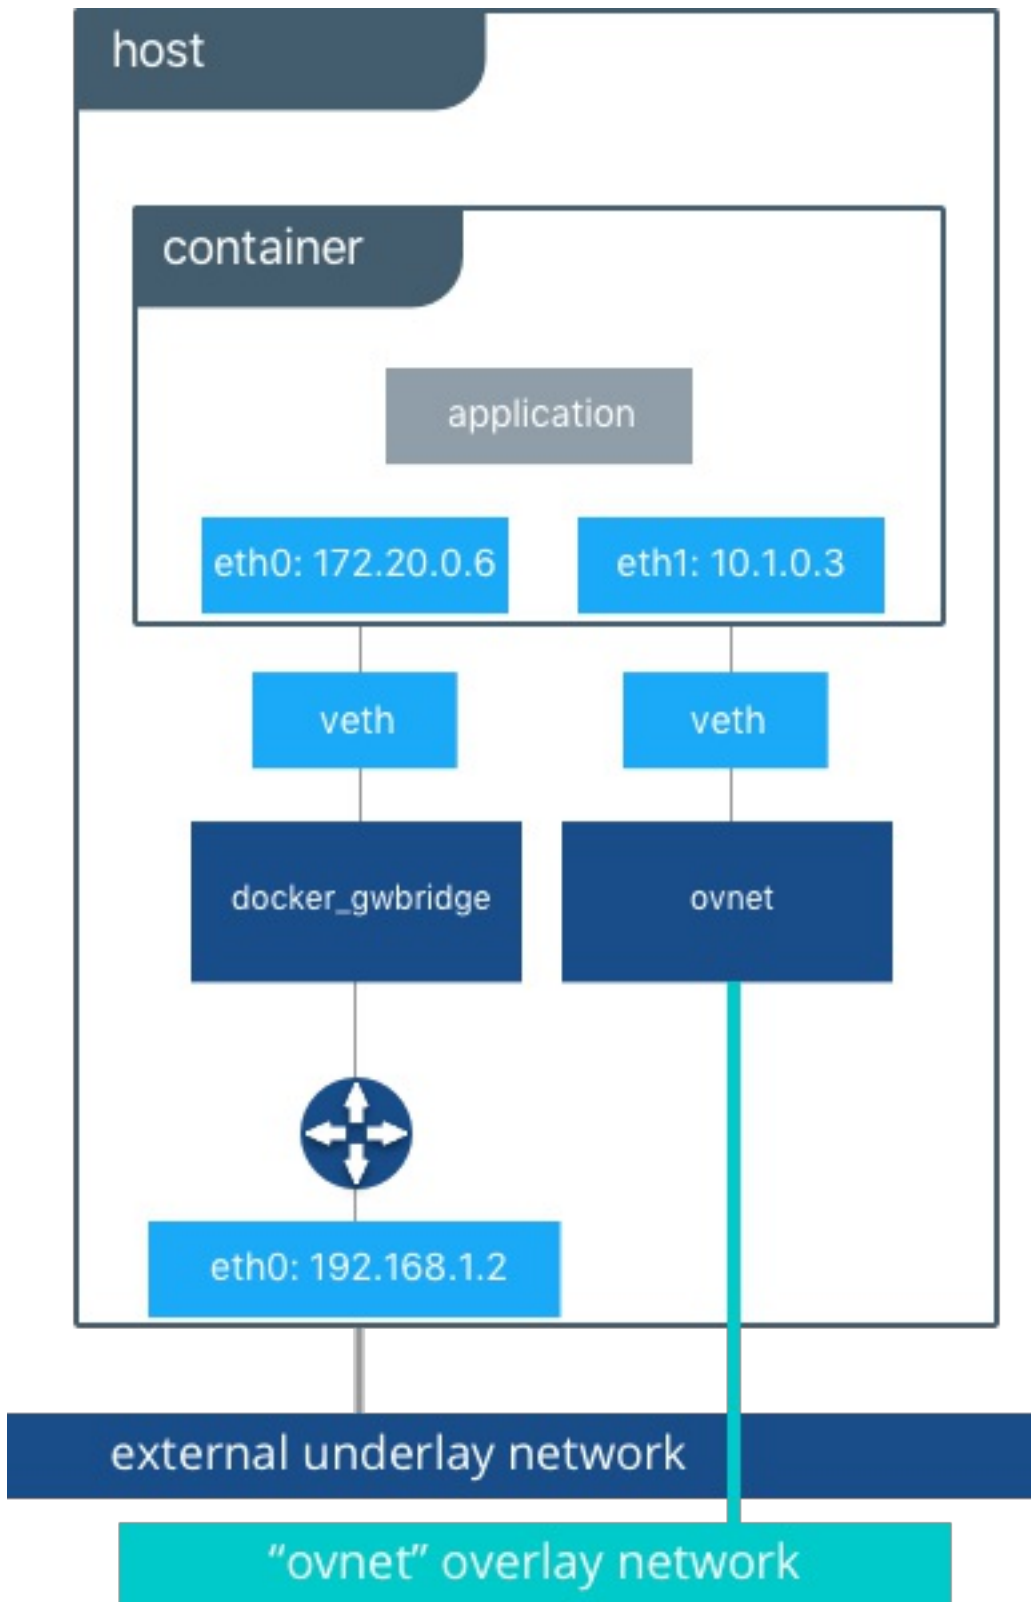 host
container
application
eth0: 172.20.0.6
eth1: 10.1.0.3
veth
veth
docker_gwbridge
ovnet
eth0: 192.168.1.2
external underlay network
“ovnet” overlay network